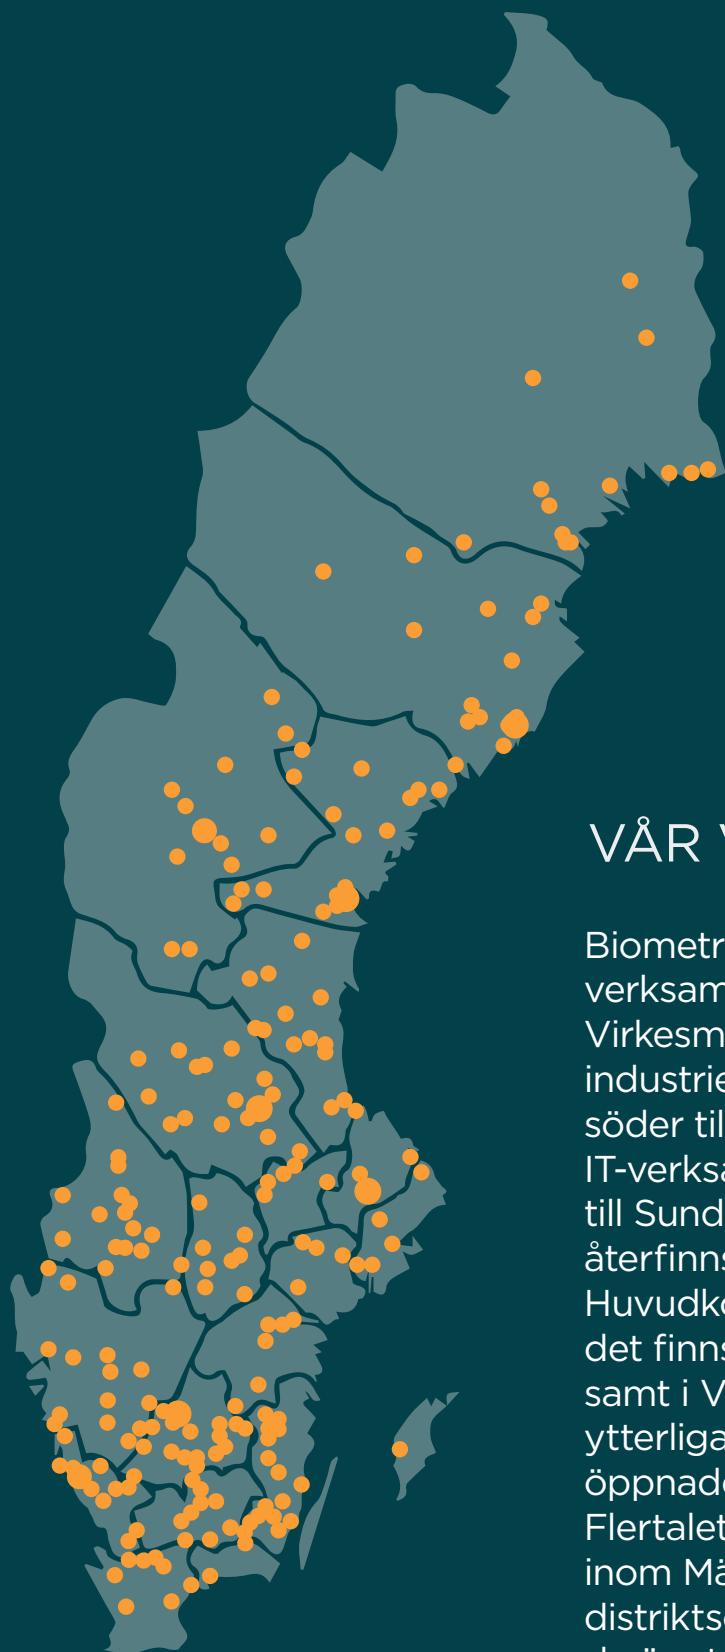 VÅR
Biometr
verksam
Virkesm
industrie
söder til
IT-verksa
till Sund
återfinns
Huvudko
det finns
samt i V
ytterliga
öppnade
Flertalet
inom Mä
distrikts